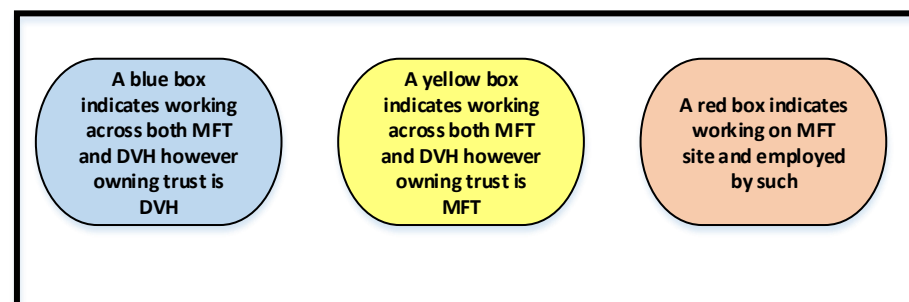 A blue box
indicates working
across both MFT
and DVH however
owning trust is
DVH
A yellow box
indicates working
across both MFT
and DVH however
owning trust is
MFT
A red box indicates
working on MFT
site and employed
by such